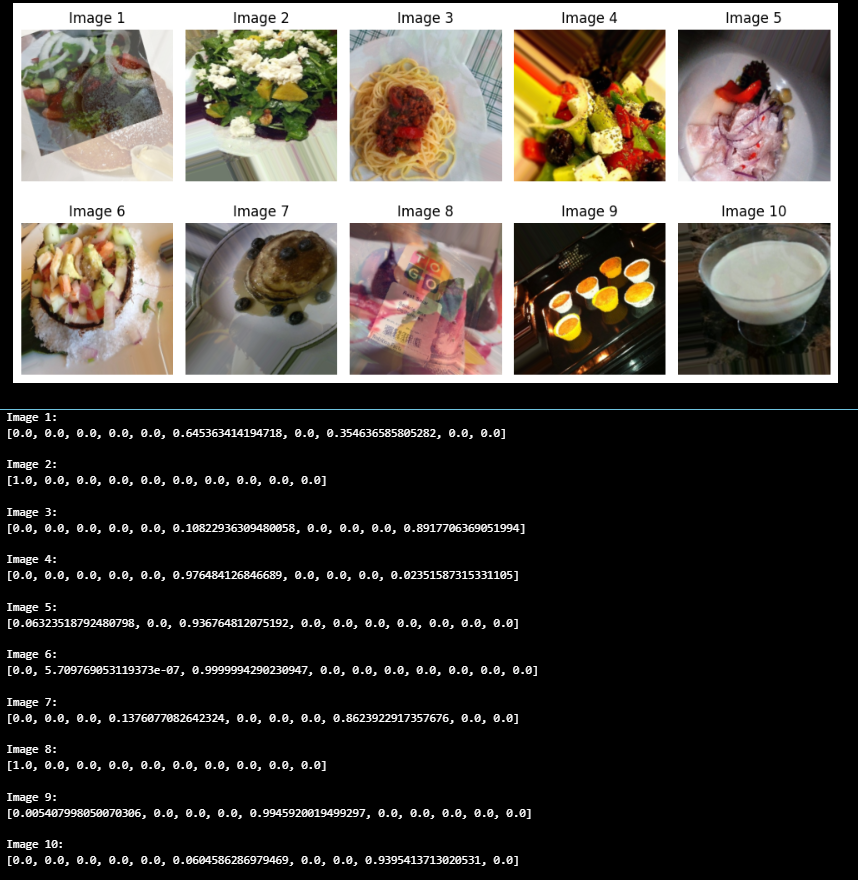 Image 1 Image 2 Image 3 Image 4 Image 5
TO
GO
Image 6 Image 7 Image 8 Image 9 Image 10
Image 1:
[0.0, 0.0, 0.0, 0.0, 0.0, 0.645363414194718, 0.0, 0.354636585805282, 0.0, 0.0]
Image 2:
[1.0, 0.0, 0.0, 0.0, 0.0, 0.0, 0.0, 0.0, 0.0, 0.0]
Image 3:
[0.0, 0.0, 0.0, 0.0, 0.0, 0.10822936309480058, 0.0, 0.0, 0.0, 0.8917706369051994]
Image 4:
[0.0, 0.0, 0.0, 0.0, 0.0, 0.976484126846689, 0.0, 0.0, 0.0, 0.02351587315331105]
Image 5:
[0.06323518792480798, 0.0, 0.936764812075192, 0.0, 0.0, 0.0, 0.0, 0.0, 0.0, 0.0]
Image 6:
[0.0, 5.709769053119373e-07, 0.9999994290230947, 0.0, 0.0, 0.0, 0.0, 0.0, 0.0, 0.0]
Image 7:
[0.0, 0.0, 0.0, 0.1376077082642324, 0.0, 0.0, 0.0, 0.8623922917357676, 0.0, 0.0]
Image 8:
[1.0, 0.0, 0.0, 0.0, 0.0, 0.0, 0.0, 0.0, 0.0, 0.0]
Image 9:
[0.005407998050070306, 0.0, 0.0, 0.0, 0.9945920019499297, 0.0, 0.0, 0.0, 0.0, 0.0]
Image 10:
[0.0, 0.0, 0.0, 0.0, 0.0, 0.0604586286979469, 0.0, 0.0, 0.9395413713020531, 0.0]